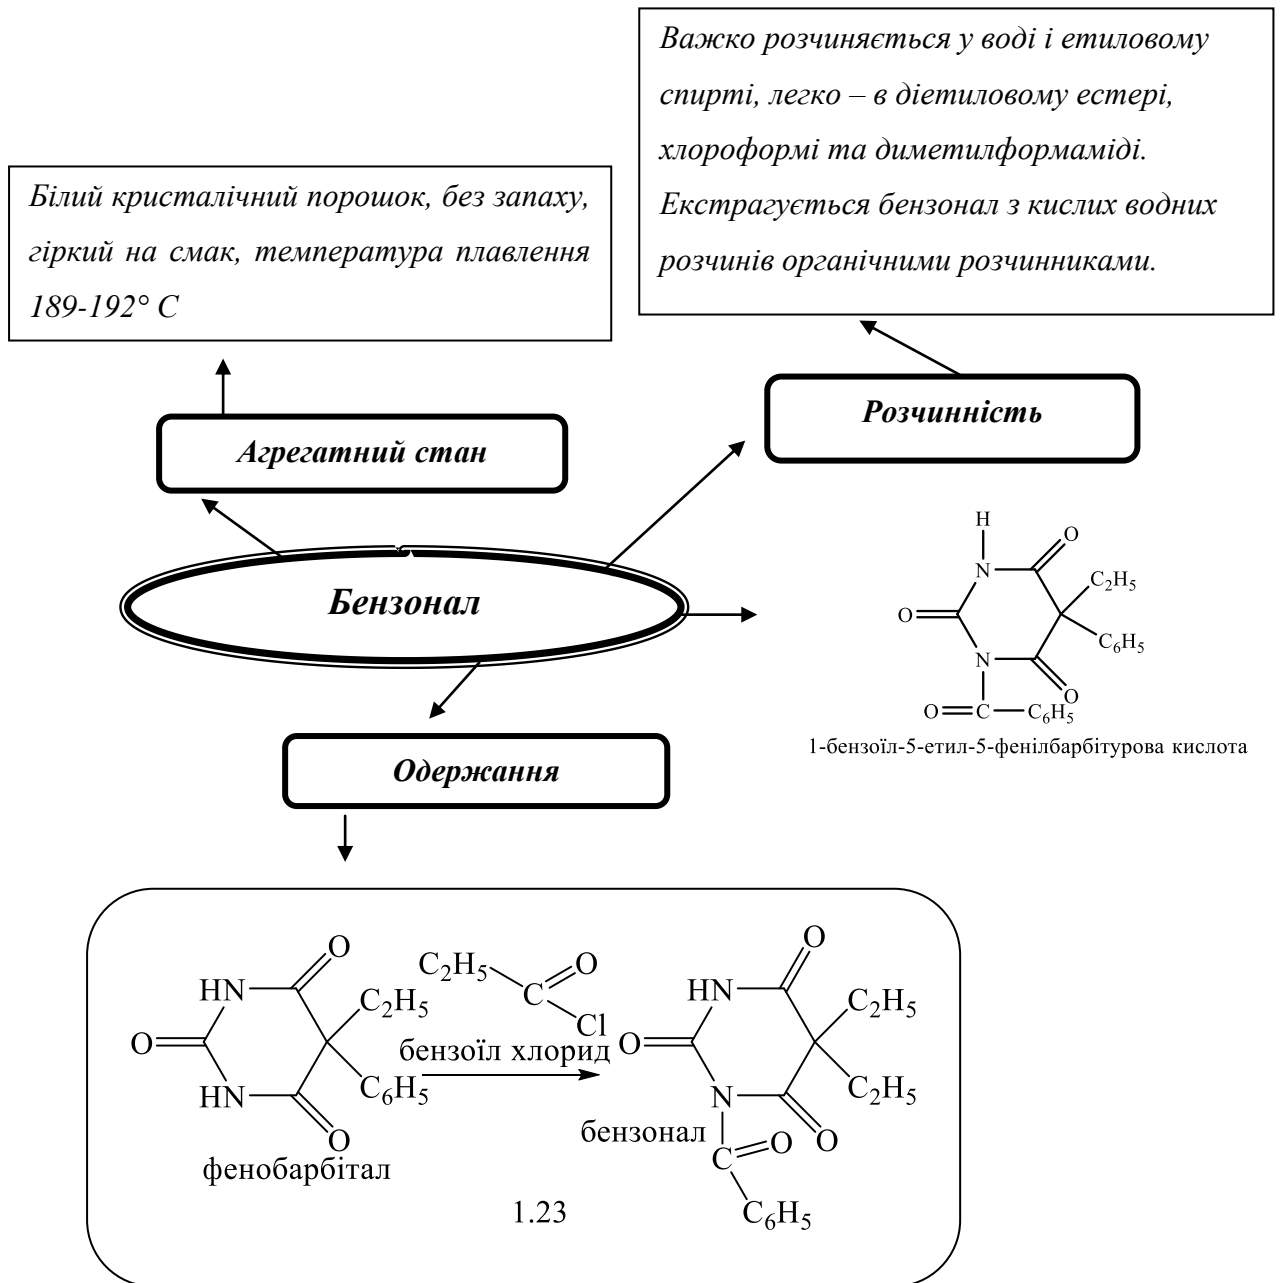 Важко розчиняється у воді і етиловому
спирті, легко – в діетиловому естері,
хлороформі та диметилформаміді.
Екстрагується бензонал з кислих водних
розчинів органічними розчинниками.
Білий кристалічний порошок, без запаху,
гіркий на смак, температура плавлення
189-192° С
Розчинність
Агрегатний стан
Бензонал
H
N
O
O
C₂H₅
C₆H₅
N
O
O
C
C₆H₅
1-бензоїл-5-етил-5-фенілбарбітурова кислота
Одержання
O
HN
C₂H₅
O
HN
C₆H₅
O
фенобарбітал
C₂H₅
O
C
Cl
бензоїл хлорид
O
HN
C₂H₅
O
N
C₂H₅
O
бензонал
C
O
C₆H₅
1.23